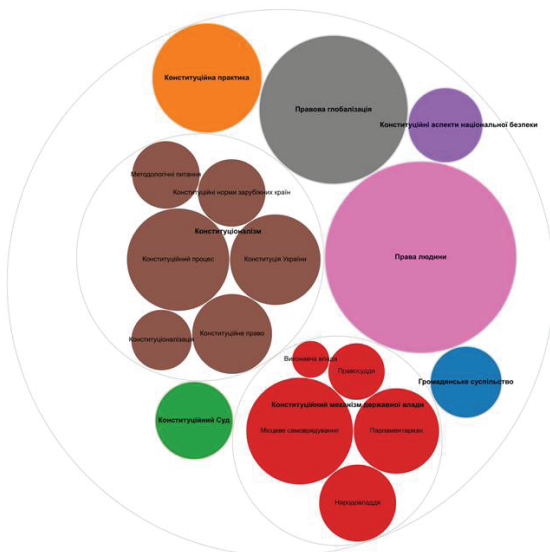 Конституційна практика
Правова глобалізація
Конституційні аспекти національної безпеки
Методологічні питання
Конституційні норми зарубіжних країн
Конституціоналізм
Конституційний процес
Конституція України
Права людини
Конституціоналізація
Конституційне право
Виконавча влада
Правосуддя
Громадянське суспільство
Конституційний механізм державної влади
Конституційний Суд
Місцеве самоврядування
Парламентаризм
Народовладдя